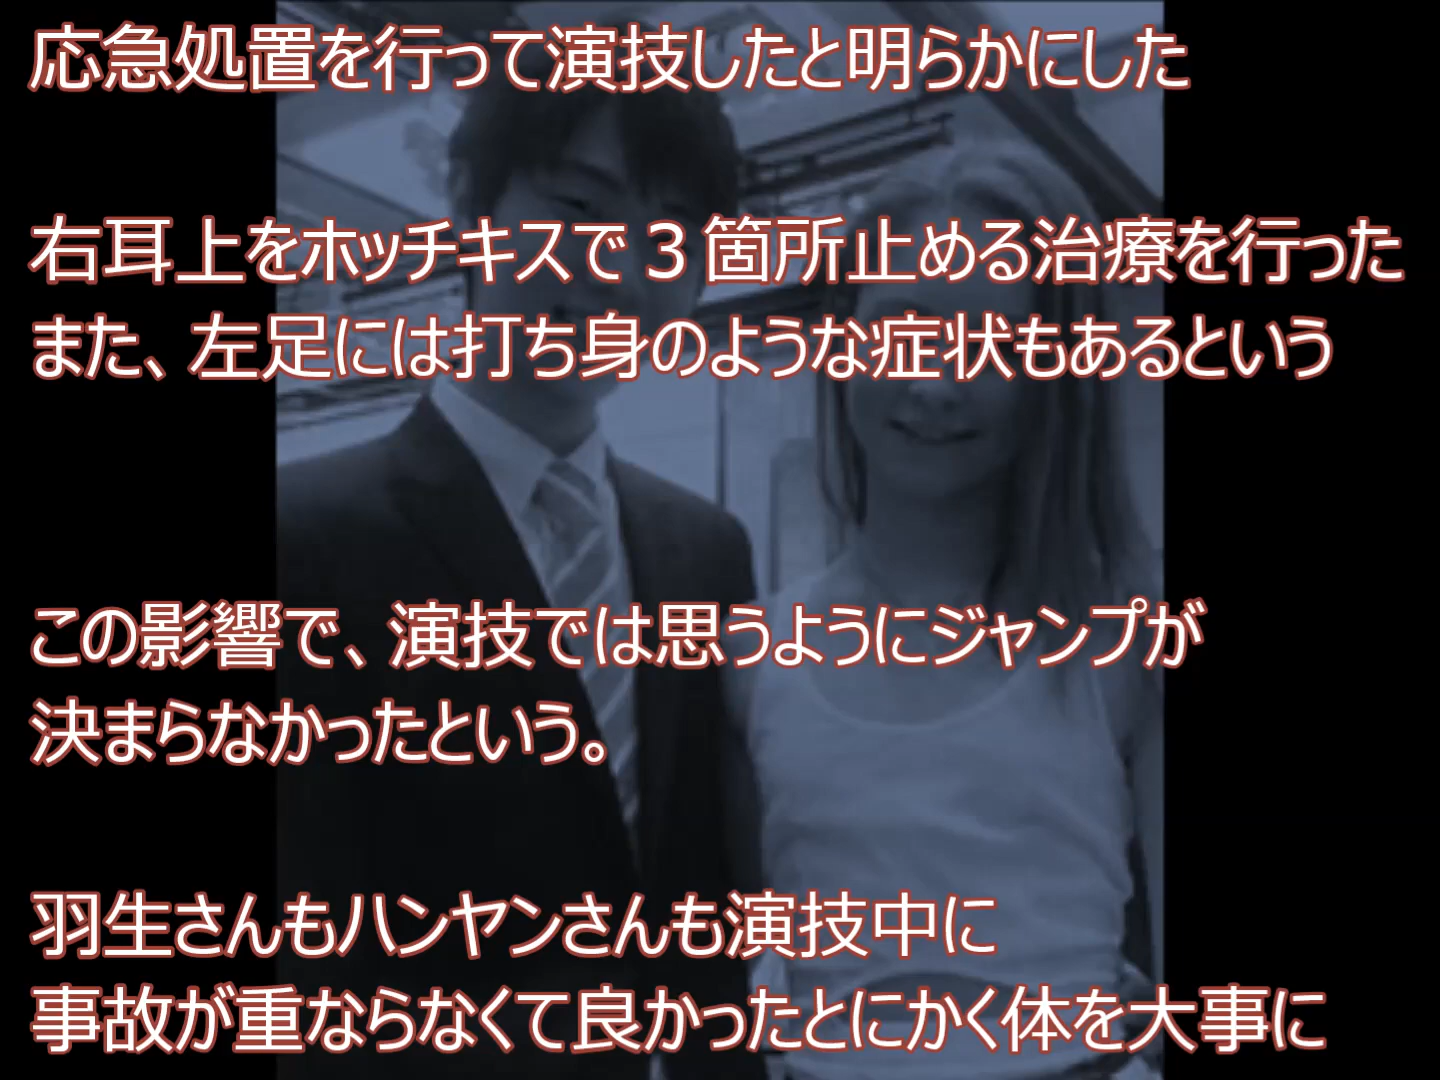 応急処置を行って演技したと明らかにした
右耳上をホッチキスで3箇所止める治療を行った
また、左足には打ち身のような症状もあるという
この影響で、演技では思うようにジャンプが
決まらなかったという。
羽生さんもハンヤンさんも演技中に
事故が重ならなくて良かったとにかく体を大事に